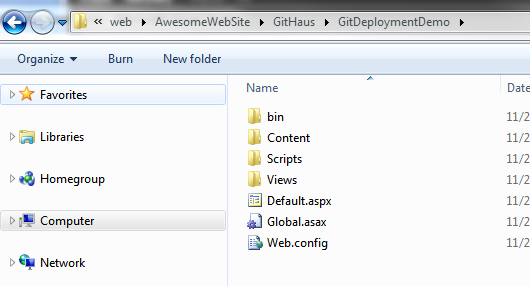 web AwesomeWebSite GitHaus GitDeploymentDemo
Organize Burn New folder
Favorites
Libraries
Homegroup
Computer
Network
Name Date
bin 11/2
Content 11/2
Scripts 11/2
Views 11/2
Default.aspx 11/2
Global.asax 11/2
Web.config 11/2